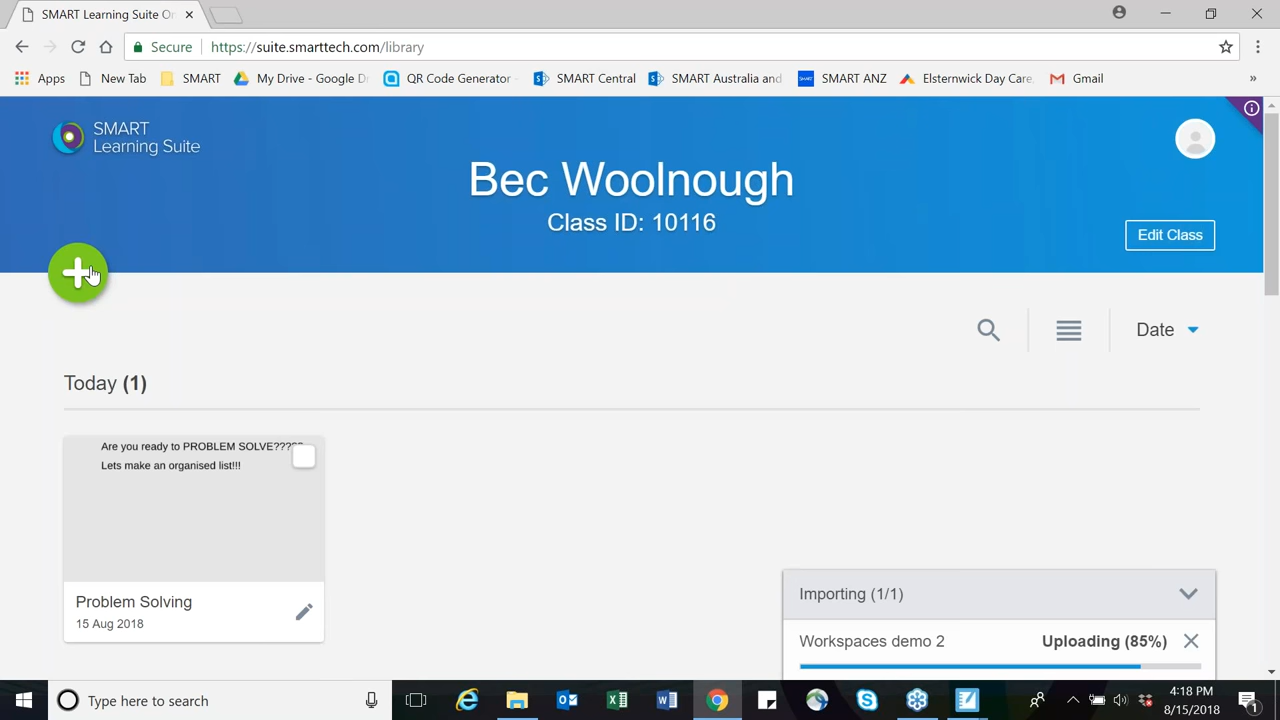 SMART Learning Suite On
Secure https://suite.smarttech.com/library
Apps New Tab SMART My Drive - Google Dr QR Code Generator - SMART Central SMART Australia and SMART ANZ Elsternwick Day Care, Gmail »
SMART
Learning Suite
Bec Woolnough
Class ID: 10116
Edit Class
Date
Today (1)
Are you ready to PROBLEM SOLVE?????
Lets make an organised list!!!
Problem Solving
15 Aug 2018
Importing (1/1)
Workspaces demo 2 Uploading (85%)
Type here to search
4:18 PM
8/15/2018
1